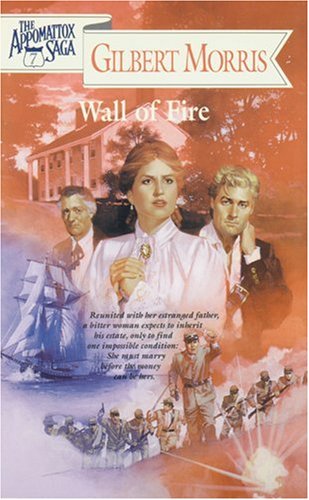 THE
APPOMATTOX
SAGA
7
GILBERT MORRIS
Wall of Fire
Reunited with her estranged father,
a bitter woman expects to inherit
his estate, only to find
one impossible condition:
She must marry
before the money
can be hers.